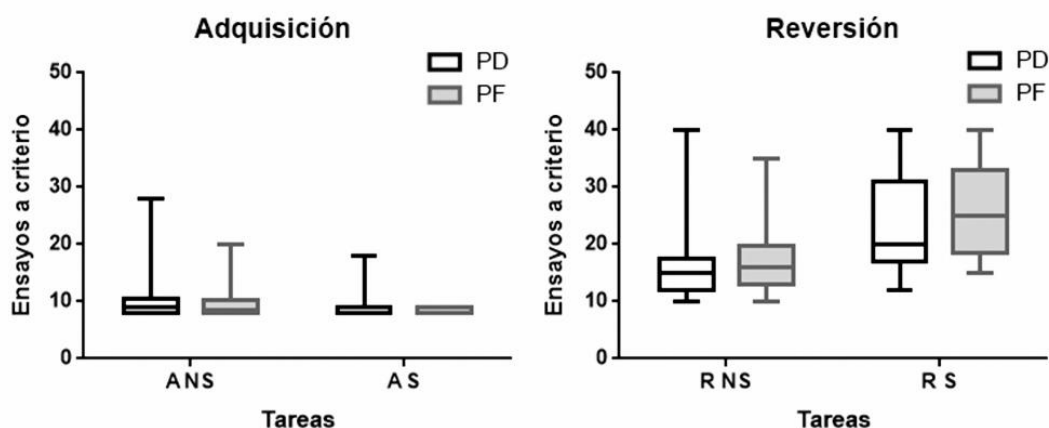 Adquisición
PD
PF
Ensayos a criterio
50
40
30
20
10
0
A NS
A S
Tareas
Reversión
PD
PF
Ensayos a criterio
50
40
30
20
10
0
R NS
R S
Tareas